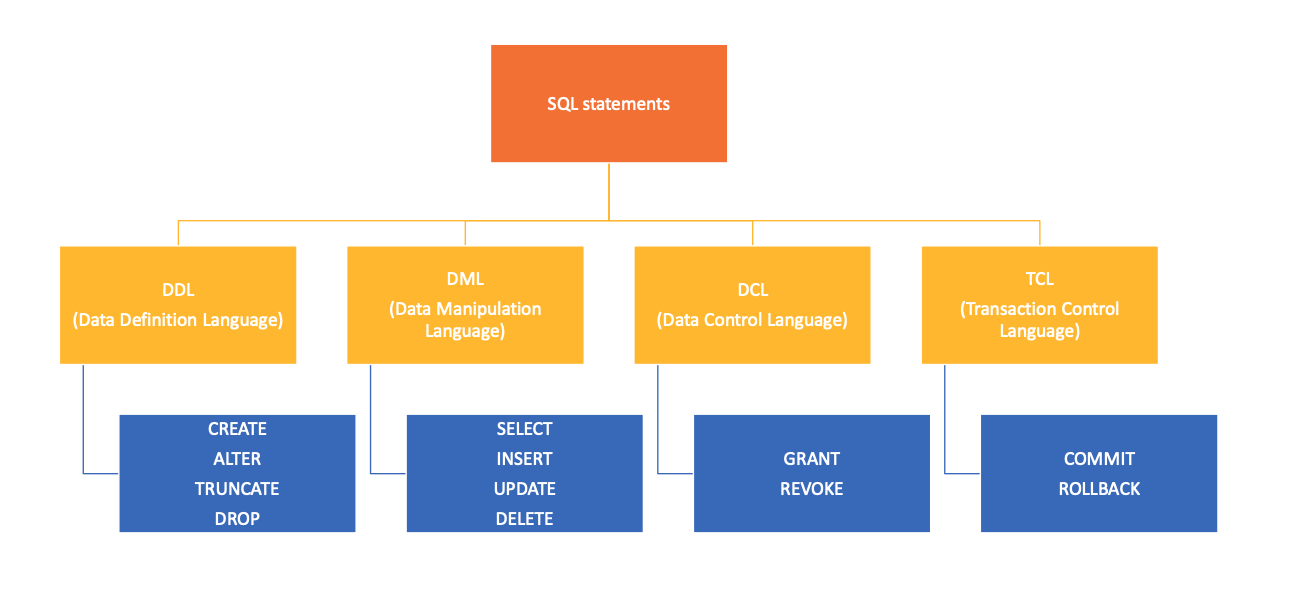 SQL statements
DDL
(Data Definition Language)
DML
(Data Manipulation
Language)
DCL
(Data Control Language)
TCL
(Transaction Control
Language)
CREATE
ALTER
TRUNCATE
DROP
SELECT
INSERT
UPDATE
DELETE
GRANT
REVOKE
COMMIT
ROLLBACK